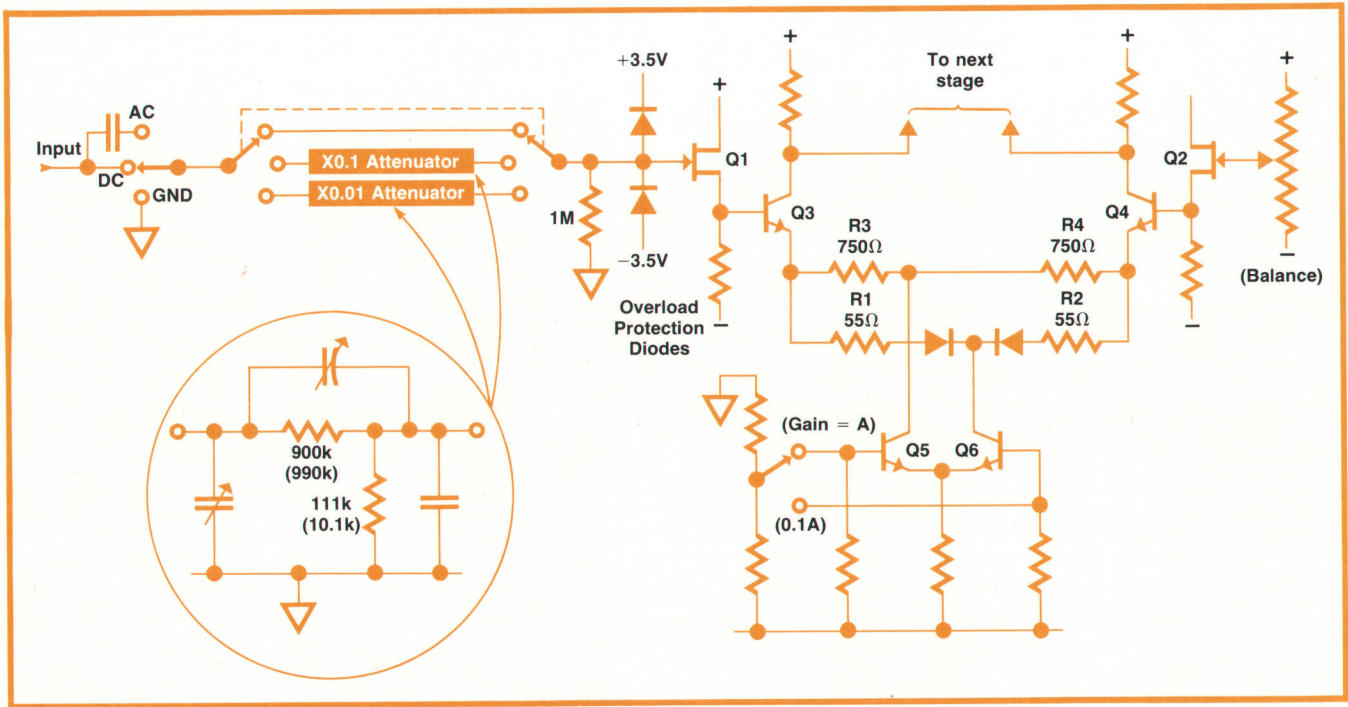 AC
Input
DC
GND
X0.1 Attenuator
X0.01 Attenuator
1M
+3.5V
−3.5V
Overload
Protection
Diodes
+
Q1
−
+
Q3
To next
stage
+
Q4
Q2
+
−
−
(Balance)
R3
750Ω
R4
750Ω
R1
55Ω
R2
55Ω
(Gain = A)
(0.1A)
Q5
Q6
900k
(990k)
111k
(10.1k)